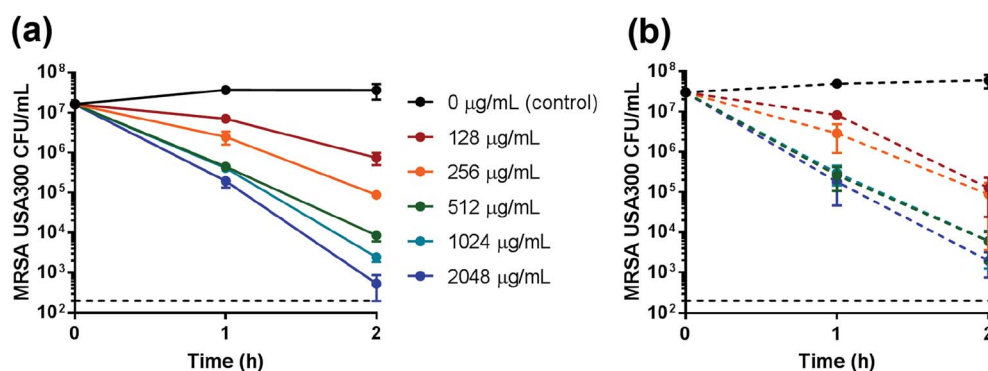 (a)
MRSA USA300 CFU/mL
10⁸
10⁷
10⁶
10⁵
10⁴
10³
10²
0
1
2
Time (h)
0 μg/mL (control)
128 μg/mL
256 μg/mL
512 μg/mL
1024 μg/mL
2048 μg/mL
(b)
MRSA USA300 CFU/mL
10⁸
10⁷
10⁶
10⁵
10⁴
10³
10²
0
1
2
Time (h)